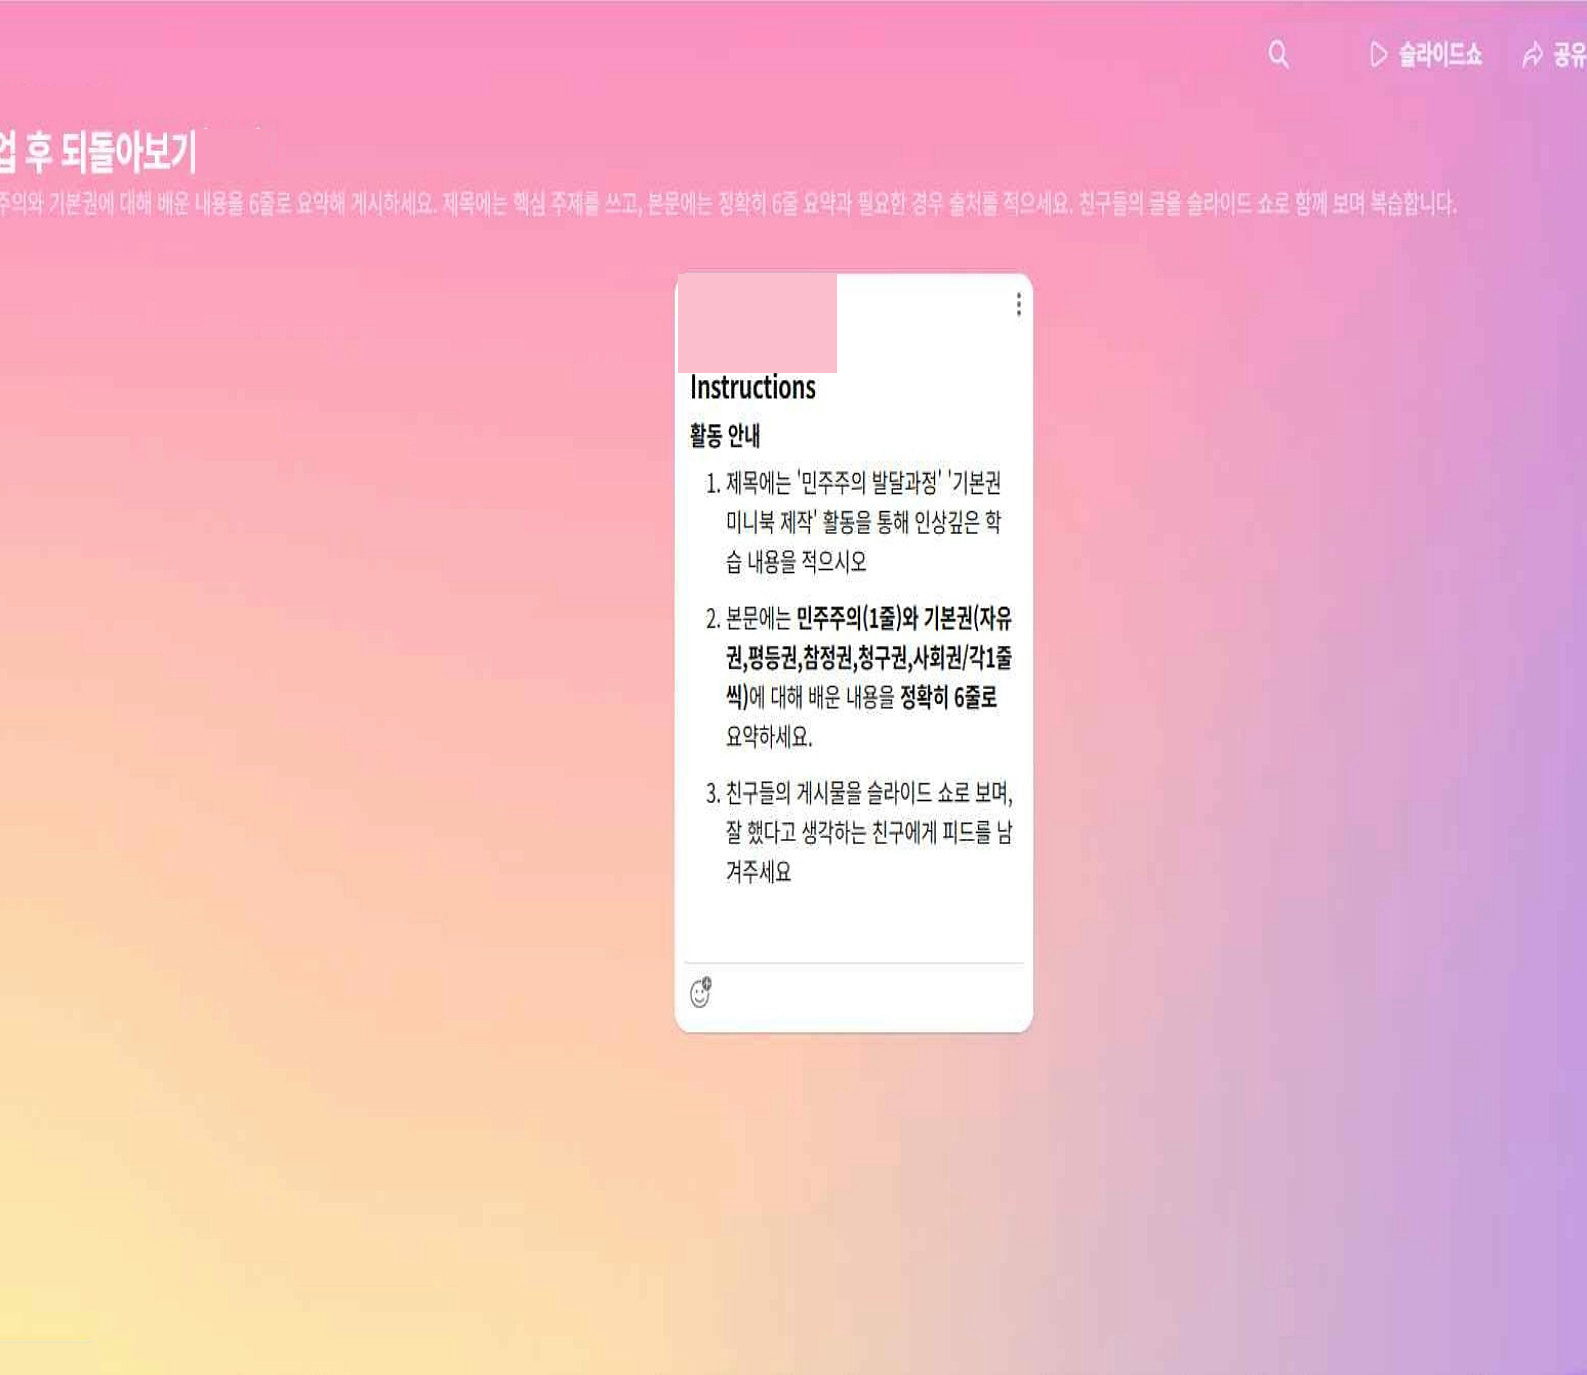 슬라이드쇼
공유
업 후 되돌아보기
주의와 기본권에 대해 배운 내용을 6줄로 요약해 게시하세요. 제목에는 핵심 주제를 쓰고, 본문에는 정확히 6줄 요약과 필요한 경우 출처를 적으세요. 친구들의 글을 슬라이드 쇼로 함께 보며 복습합니다.
Instructions
활동 안내
1. 제목에는 '민주주의 발달과정' '기본권
미니북 제작' 활동을 통해 인상깊은 학
습 내용을 적으시오
2. 본문에는 민주주의(1줄)와 기본권(자유
권,평등권,참정권,청구권,사회권/각1줄
씩)에 대해 배운 내용을 정확히 6줄로
요약하세요.
3. 친구들의 게시물을 슬라이드 쇼로 보며,
잘 했다고 생각하는 친구에게 피드를 남
겨주세요